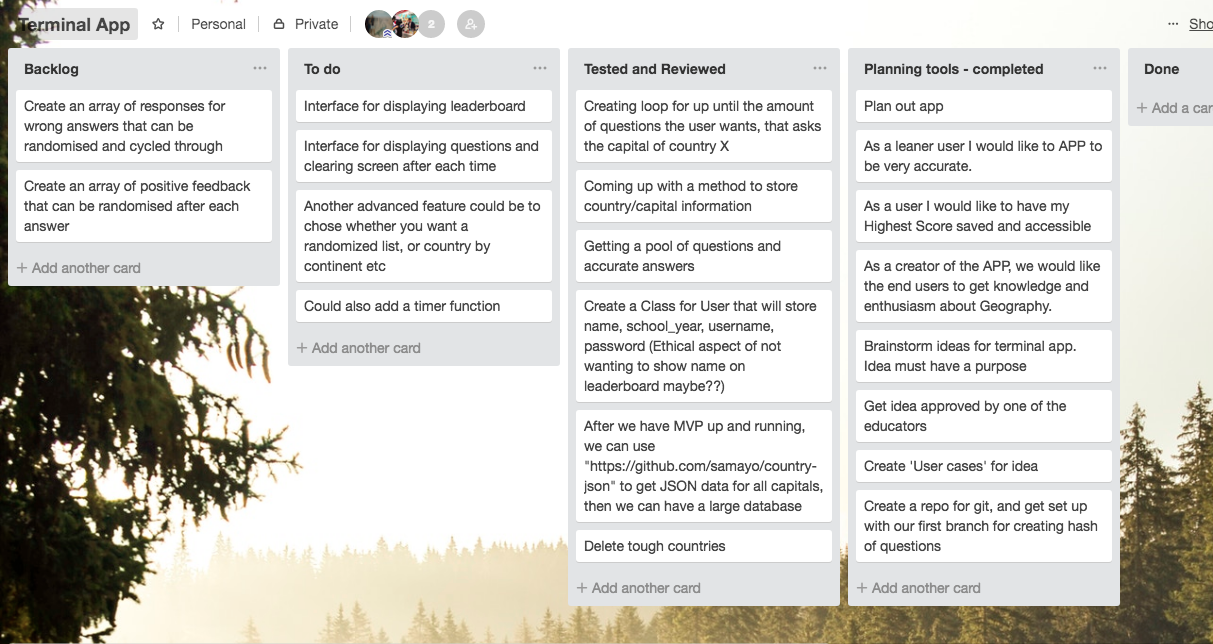 Terminal App
Personal
Private
2
Sho
Backlog
Create an array of responses for
wrong answers that can be
randomised and cycled through
Create an array of positive feedback
that can be randomised after each
answer
+ Add another card
To do
Interface for displaying leaderboard
Interface for displaying questions and
clearing screen after each time
Another advanced feature could be to
chose whether you want a
randomized list, or country by
continent etc
Could also add a timer function
+ Add another card
Tested and Reviewed
Creating loop for up until the amount
of questions the user wants, that asks
the capital of country X
Coming up with a method to store
country/capital information
Getting a pool of questions and
accurate answers
Create a Class for User that will store
name, school_year, username,
password (Ethical aspect of not
wanting to show name on
leaderboard maybe??)
After we have MVP up and running,
we can use
"https://github.com/samayo/country-
json" to get JSON data for all capitals,
then we can have a large database
Delete tough countries
+ Add another card
Planning tools - completed
Plan out app
As a leaner user I would like to APP to
be very accurate.
As a user I would like to have my
Highest Score saved and accessible
As a creator of the APP, we would like
the end users to get knowledge and
enthusiasm about Geography.
Brainstorm ideas for terminal app.
Idea must have a purpose
Get idea approved by one of the
educators
Create 'User cases' for idea
Create a repo for git, and get set up
with our first branch for creating hash
of questions
+ Add another card
Done
+ Add a car